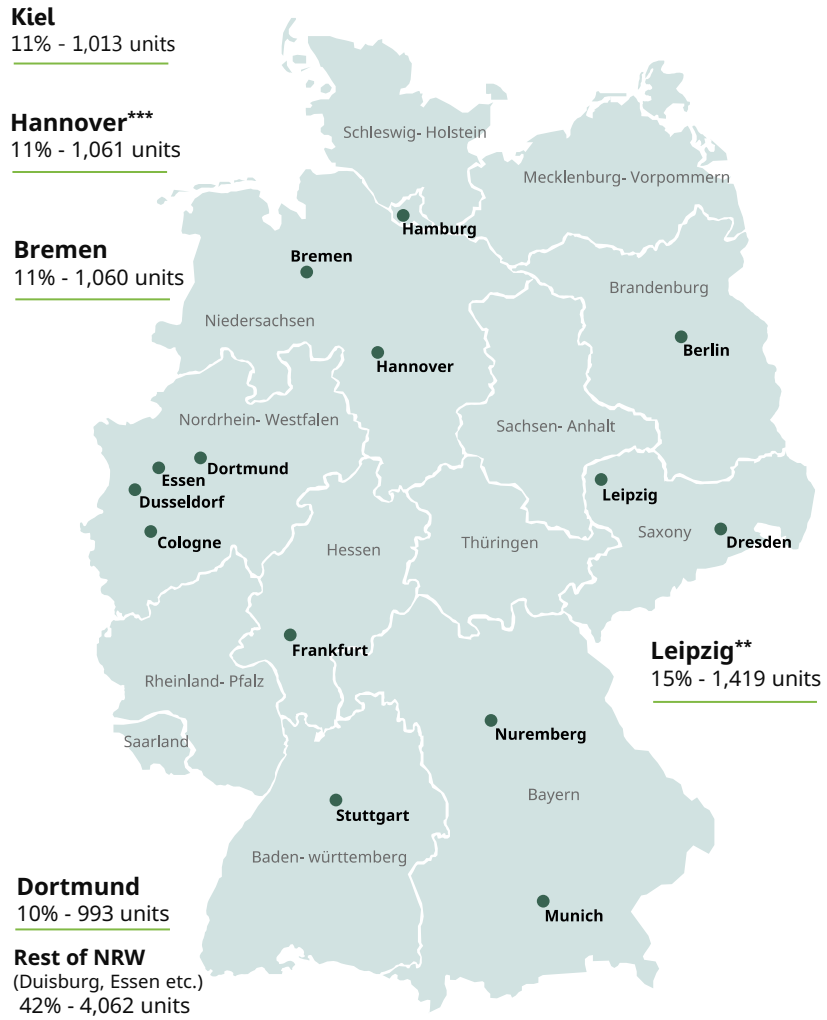 Kiel
11% - 1,013 units
Hannover***
11% - 1,061 units
Bremen
11% - 1,060 units
Schleswig- Holstein
Mecklenburg- Vorpommern
Hamburg
Bremen
Brandenburg
Niedersachsen
Berlin
Hannover
Nordrhein- Westfalen
Sachsen- Anhalt
Dortmund
Essen
Dusseldorf
Leipzig
Cologne
Hessen
Thüringen
Saxony
Dresden
Frankfurt
Leipzig**
15% - 1,419 units
Rheinland- Pfalz
Nuremberg
Saarland
Bayern
Stuttgart
Baden- württemberg
Dortmund
10% - 993 units
Munich
Rest of NRW
(Duisburg, Essen etc.)
42% - 4,062 units